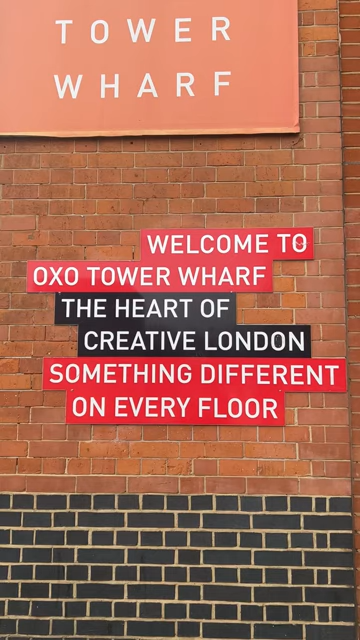 TOWER
WHARF
WELCOME TO
OXO TOWER WHARF
THE HEART OF
CREATIVE LONDON
SOMETHING DIFFERENT
ON EVERY FLOOR